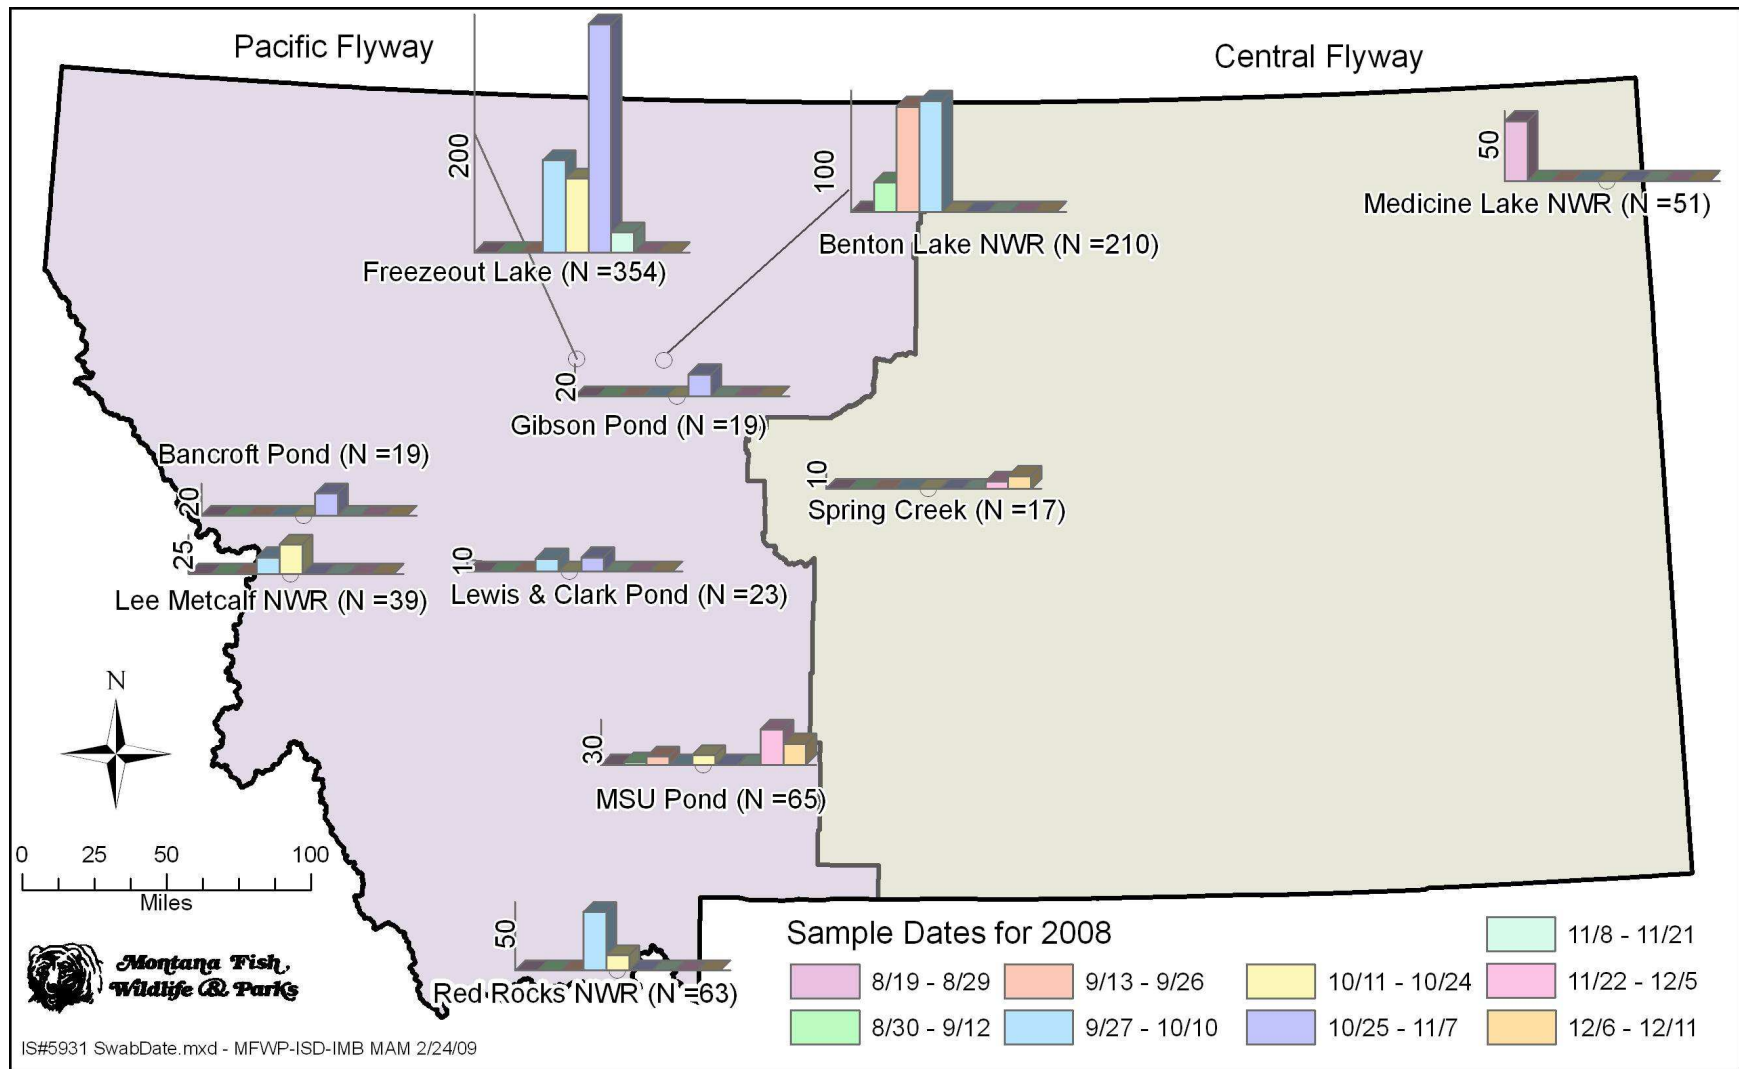 Pacific Flyway
Central Flyway
200
Freezeout Lake (N =354)
100
Benton Lake NWR (N =210)
50
Medicine Lake NWR (N =51)
20
Gibson Pond (N =19)
Bancroft Pond (N =19)
20
10
Spring Creek (N =17)
25
Lee Metcalf NWR (N =39)
10
Lewis & Clark Pond (N =23)
N
30
MSU Pond (N =65)
0 25 50 100
Miles
50
Red Rocks NWR (N =63)
Montana Fish,
Wildlife & Parks
IS#5931 SwabDate.mxd - MFWP-ISD-IMB MAM 2/24/09
Sample Dates for 2008
8/19 - 8/29
8/30 - 9/12
9/13 - 9/26
9/27 - 10/10
10/11 - 10/24
10/25 - 11/7
11/8 - 11/21
11/22 - 12/5
12/6 - 12/11